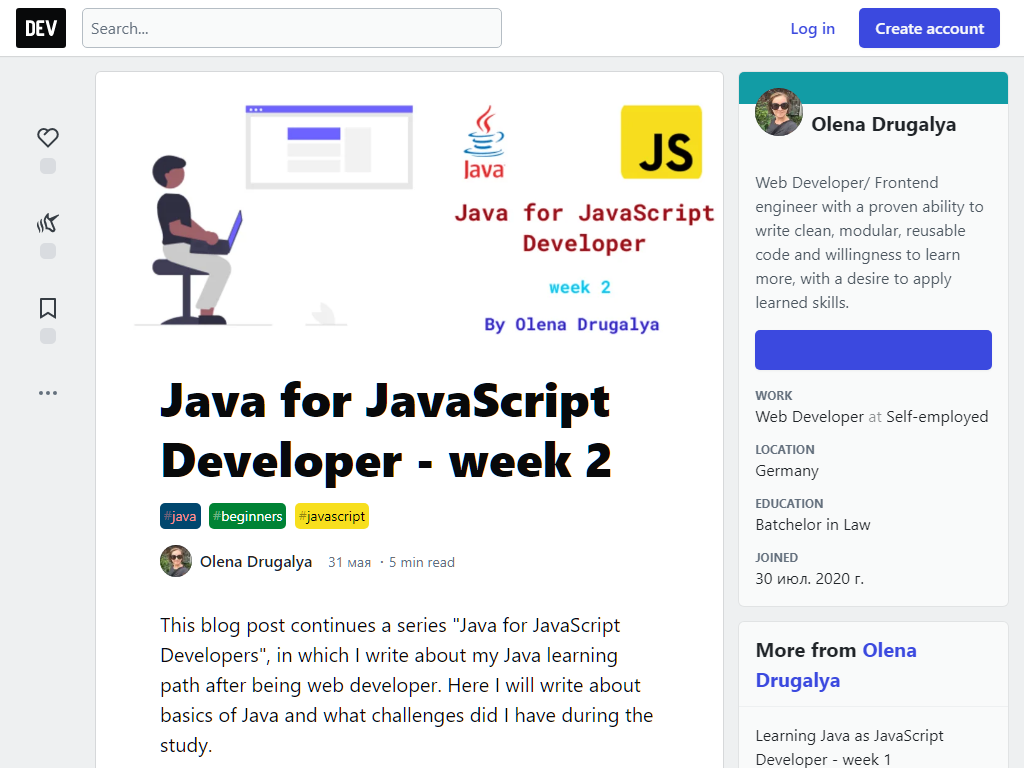 DEV
Search...
Log in
Create account
Java
JS
Java for JavaScript
Developer
week 2
By Olena Drugalya
Java for JavaScript
Developer - week 2
#java #beginners #javascript
Olena Drugalya 31 мая · 5 min read
This blog post continues a series "Java for JavaScript
Developers", in which I write about my Java learning
path after being web developer. Here I will write about
basics of Java and what challenges did I have during the
study.
Olena Drugalya
Web Developer/ Frontend
engineer with a proven ability to
write clean, modular, reusable
code and willingness to learn
more, with a desire to apply
learned skills.
WORK
Web Developer at Self-employed
LOCATION
Germany
EDUCATION
Batchelor in Law
JOINED
30 июл. 2020 г.
More from Olena
Drugalya
Learning Java as JavaScript
Developer - week 1